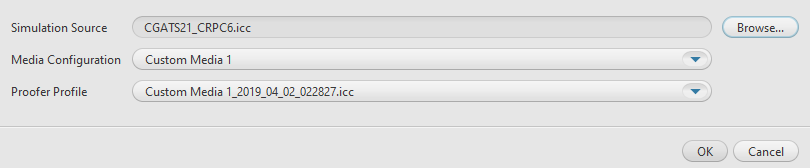 Simulation Source CGATS21_CRPC6.icc Browse...
Media Configuration Custom Media 1
Proofer Profile Custom Media 1_2019_04_02_022827.icc
OK Cancel